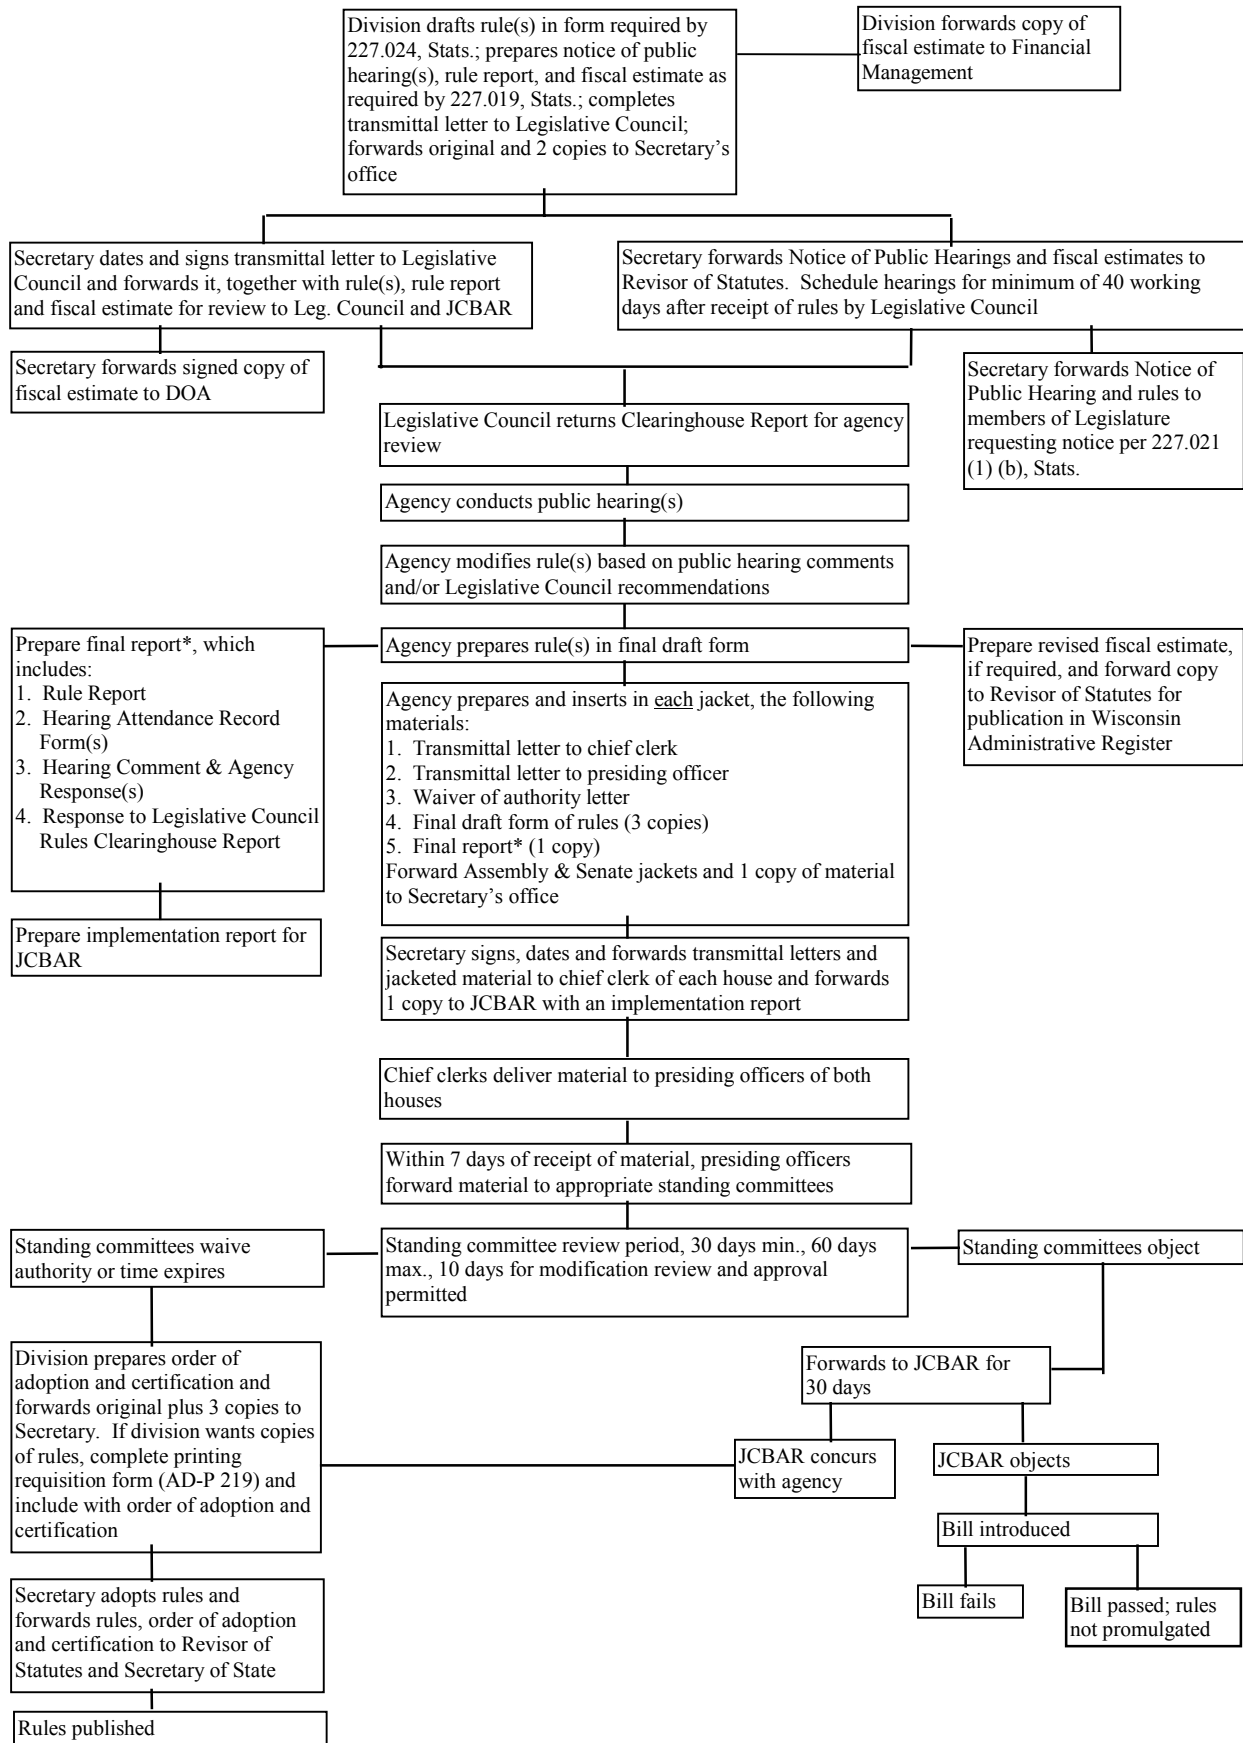 Division drafts rule(s) in form required by
227.024, Stats.; prepares notice of public
hearing(s), rule report, and fiscal estimate as
required by 227.019, Stats.; completes
transmittal letter to Legislative Council;
forwards original and 2 copies to Secretary's
office
Division forwards copy of
fiscal estimate to Financial
Management
Secretary dates and signs transmittal letter to Legislative
Council and forwards it, together with rule(s), rule report
and fiscal estimate for review to Leg. Council and JCBAR
Secretary forwards Notice of Public Hearings and fiscal estimates to
Revisor of Statutes.  Schedule hearings for minimum of 40 working
days after receipt of rules by Legislative Council
Secretary forwards signed copy of
fiscal estimate to DOA
Secretary forwards Notice of
Public Hearing and rules to
members of Legislature
requesting notice per 227.021
(1) (b), Stats.
Legislative Council returns Clearinghouse Report for agency
review
Agency conducts public hearing(s)
Agency modifies rule(s) based on public hearing comments
and/or Legislative Council recommendations
Prepare final report*, which
includes:
1.  Rule Report
2.  Hearing Attendance Record
Form(s)
3.  Hearing Comment & Agency
Response(s)
4.  Response to Legislative Council
Rules Clearinghouse Report
Agency prepares rule(s) in final draft form
Prepare revised fiscal estimate,
if required, and forward copy
to Revisor of Statutes for
publication in Wisconsin
Administrative Register
Agency prepares and inserts in each jacket, the following
materials:
1.  Transmittal letter to chief clerk
2.  Transmittal letter to presiding officer
3.  Waiver of authority letter
4.  Final draft form of rules (3 copies)
5.  Final report* (1 copy)
Forward Assembly & Senate jackets and 1 copy of material
to Secretary's office
Prepare implementation report for
JCBAR
Secretary signs, dates and forwards transmittal letters and
jacketed material to chief clerk of each house and forwards
1 copy to JCBAR with an implementation report
Chief clerks deliver material to presiding officers of both
houses
Within 7 days of receipt of material, presiding officers
forward material to appropriate standing committees
Standing committees waive
authority or time expires
Standing committee review period, 30 days min., 60 days
max., 10 days for modification review and approval
permitted
Standing committees object
Division prepares order of
adoption and certification and
forwards original plus 3 copies to
Secretary.  If division wants copies
of rules, complete printing
requisition form (AD-P 219) and
include with order of adoption and
certification
Forwards to JCBAR for
30 days
JCBAR concurs
with agency
JCBAR objects
Bill introduced
Bill fails
Bill passed; rules
not promulgated
Secretary adopts rules and
forwards rules, order of adoption
and certification to Revisor of
Statutes and Secretary of State
Rules published